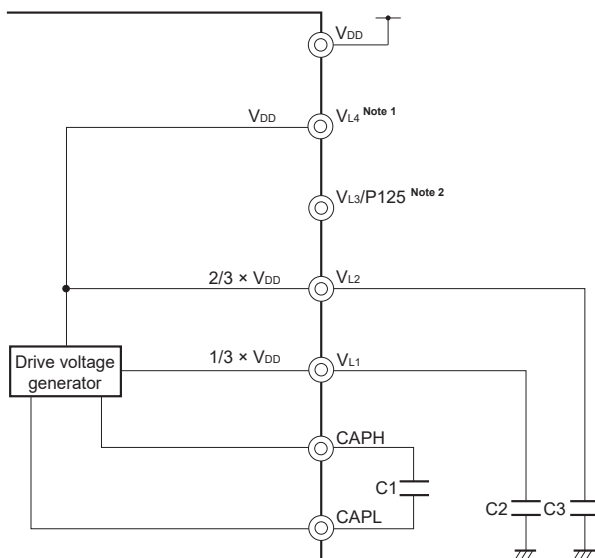 VDD
VDD
VL4 Note 1
VL3/P125 Note 2
2/3 × VDD
VL2
Drive voltage
generator
1/3 × VDD
VL1
CAPH
C1
C2
C3
CAPL